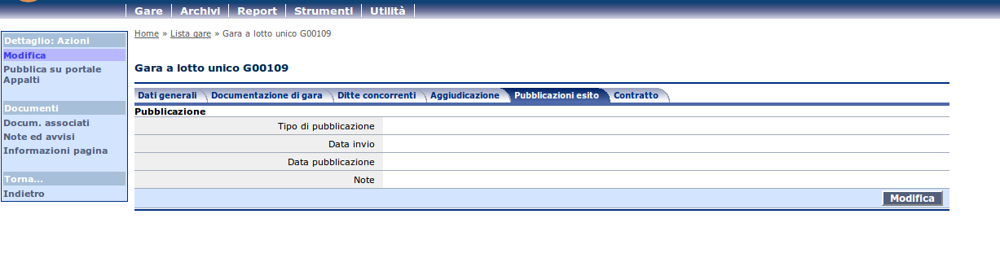 Gare Archivi Report Strumenti Utilità
Home » Lista gare » Gara a lotto unico G00109
Dettaglio: Azioni
Modifica
Pubblica su portale
Appalti
Documenti
Docum. associati
Note ed avvisi
Informazioni pagina
Torna...
Indietro
Gara a lotto unico G00109
Dati generali Documentazione di gara Ditte concorrenti Aggiudicazione Pubblicazioni esito Contratto
Pubblicazione
Tipo di pubblicazione
Data invio
Data pubblicazione
Note
Modifica